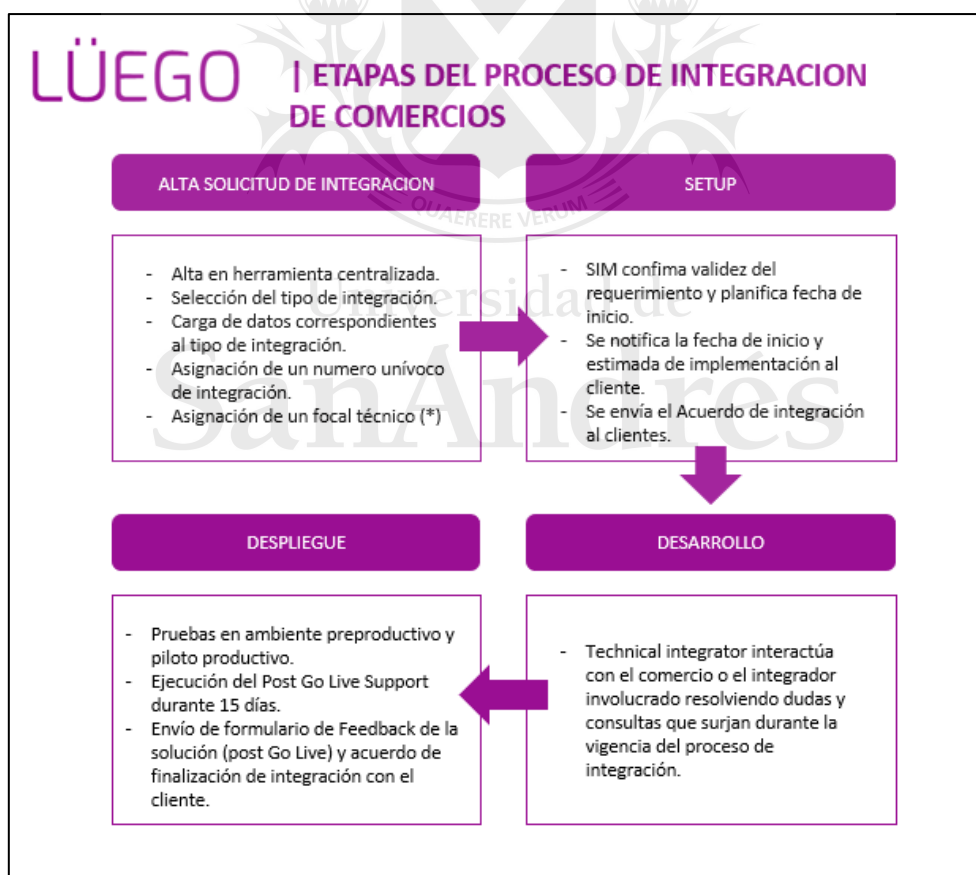 LÜEGO
| ETAPAS DEL PROCESO DE INTEGRACION
DE COMERCIOS
ALTA SOLICITUD DE INTEGRACION
- Alta en herramienta centralizada.
- Selección del tipo de integración.
- Carga de datos correspondientes
al tipo de integración.
- Asignación de un numero unívoco
de integración.
- Asignación de un focal técnico (*)
SETUP
- SIM confima validez del
requerimiento y planifica fecha de
inicio.
- Se notifica la fecha de inicio y
estimada de implementación al
cliente.
- Se envía el Acuerdo de integración
al clientes.
DESARROLLO
- Technical integrator interactúa
con el comercio o el integrador
involucrado resolviendo dudas y
consultas que surjan durante la
vigencia del proceso de
integración.
DESPLIEGUE
- Pruebas en ambiente preproductivo y
piloto productivo.
- Ejecución del Post Go Live Support
durante 15 días.
- Envío de formulario de Feedback de la
solución (post Go Live) y acuerdo de
finalización de integración con el
cliente.
QUAERERE VERUM
Universidad de
SanAndrés